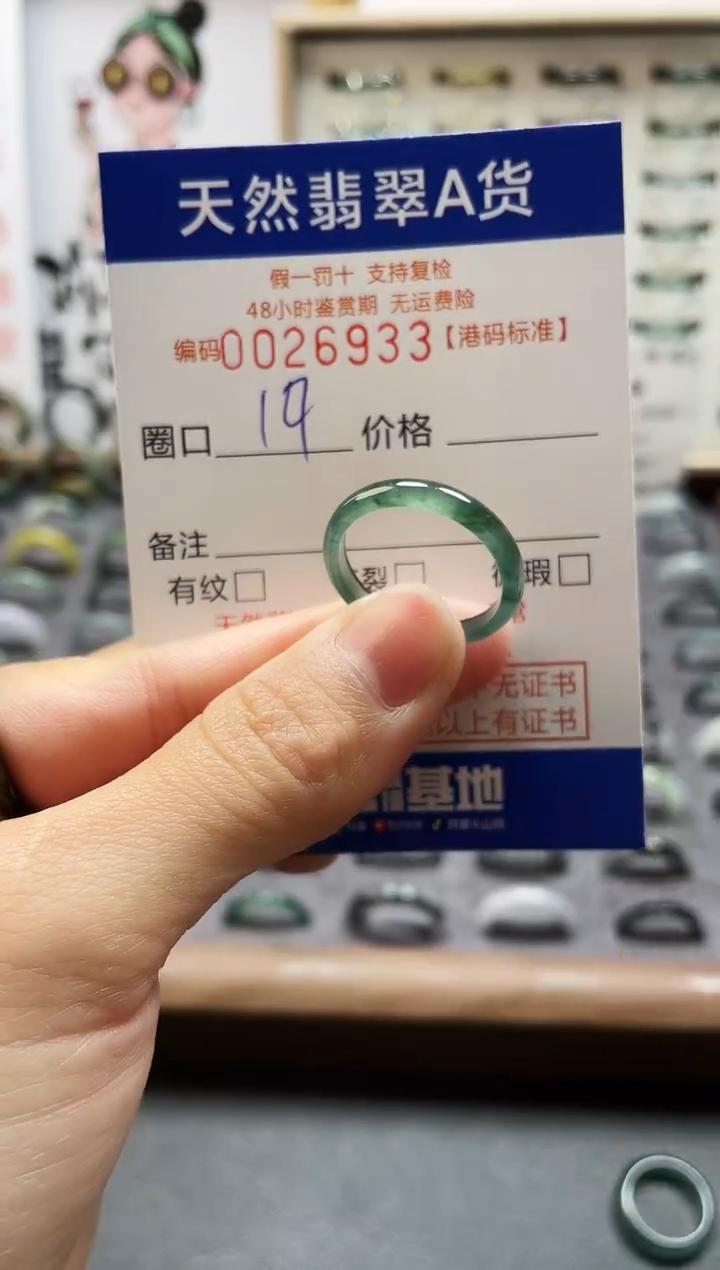 天然翡翠A货
假一罚十 支持复检
48小时鉴赏期 无运费险
编码0026933【港码标准】
圈口 价格
备注
有纹□ 裂□ 瑕□
无证书
以上有证书
基地